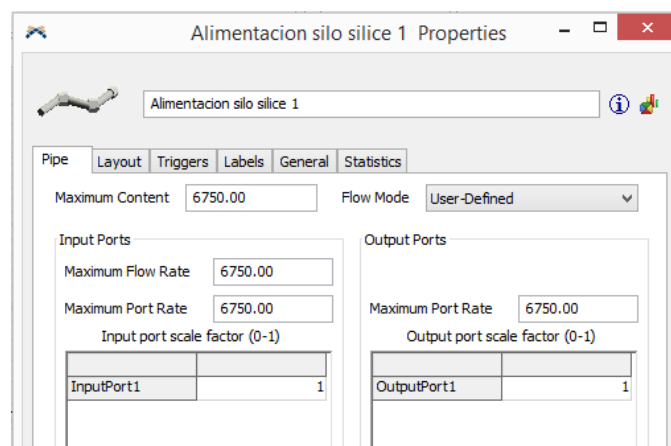 Alimentacion silo silice 1 Properties
Alimentacion silo silice 1
Pipe Layout Triggers Labels General Statistics
Maximum Content 6750.00 Flow Mode User-Defined
Input Ports
Maximum Flow Rate 6750.00
Maximum Port Rate 6750.00
Input port scale factor (0-1)
InputPort1 1
Output Ports
Maximum Port Rate 6750.00
Output port scale factor (0-1)
OutputPort1 1